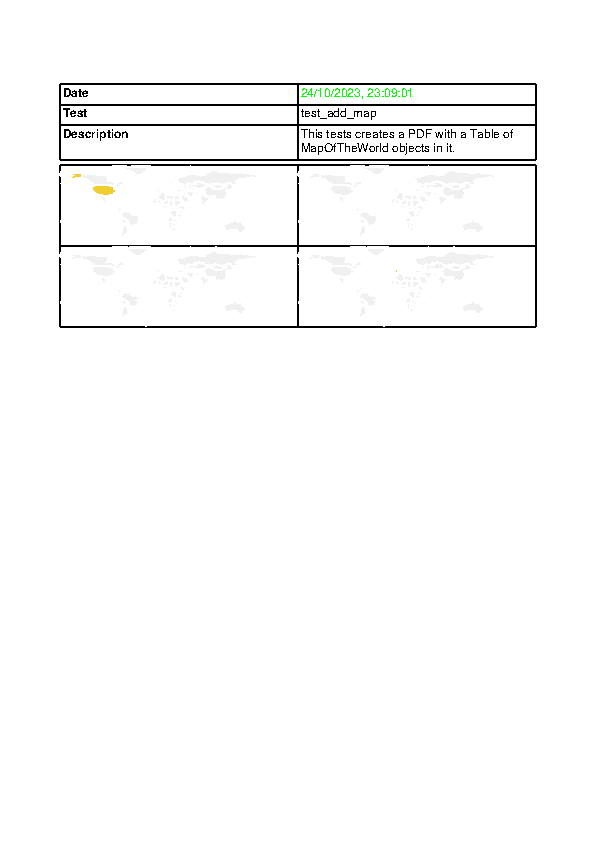 Date
24/10/2023, 23:09:01
Test
test_add_map
Description
This tests creates a PDF with a Table of
MapOfTheWorld objects in it.